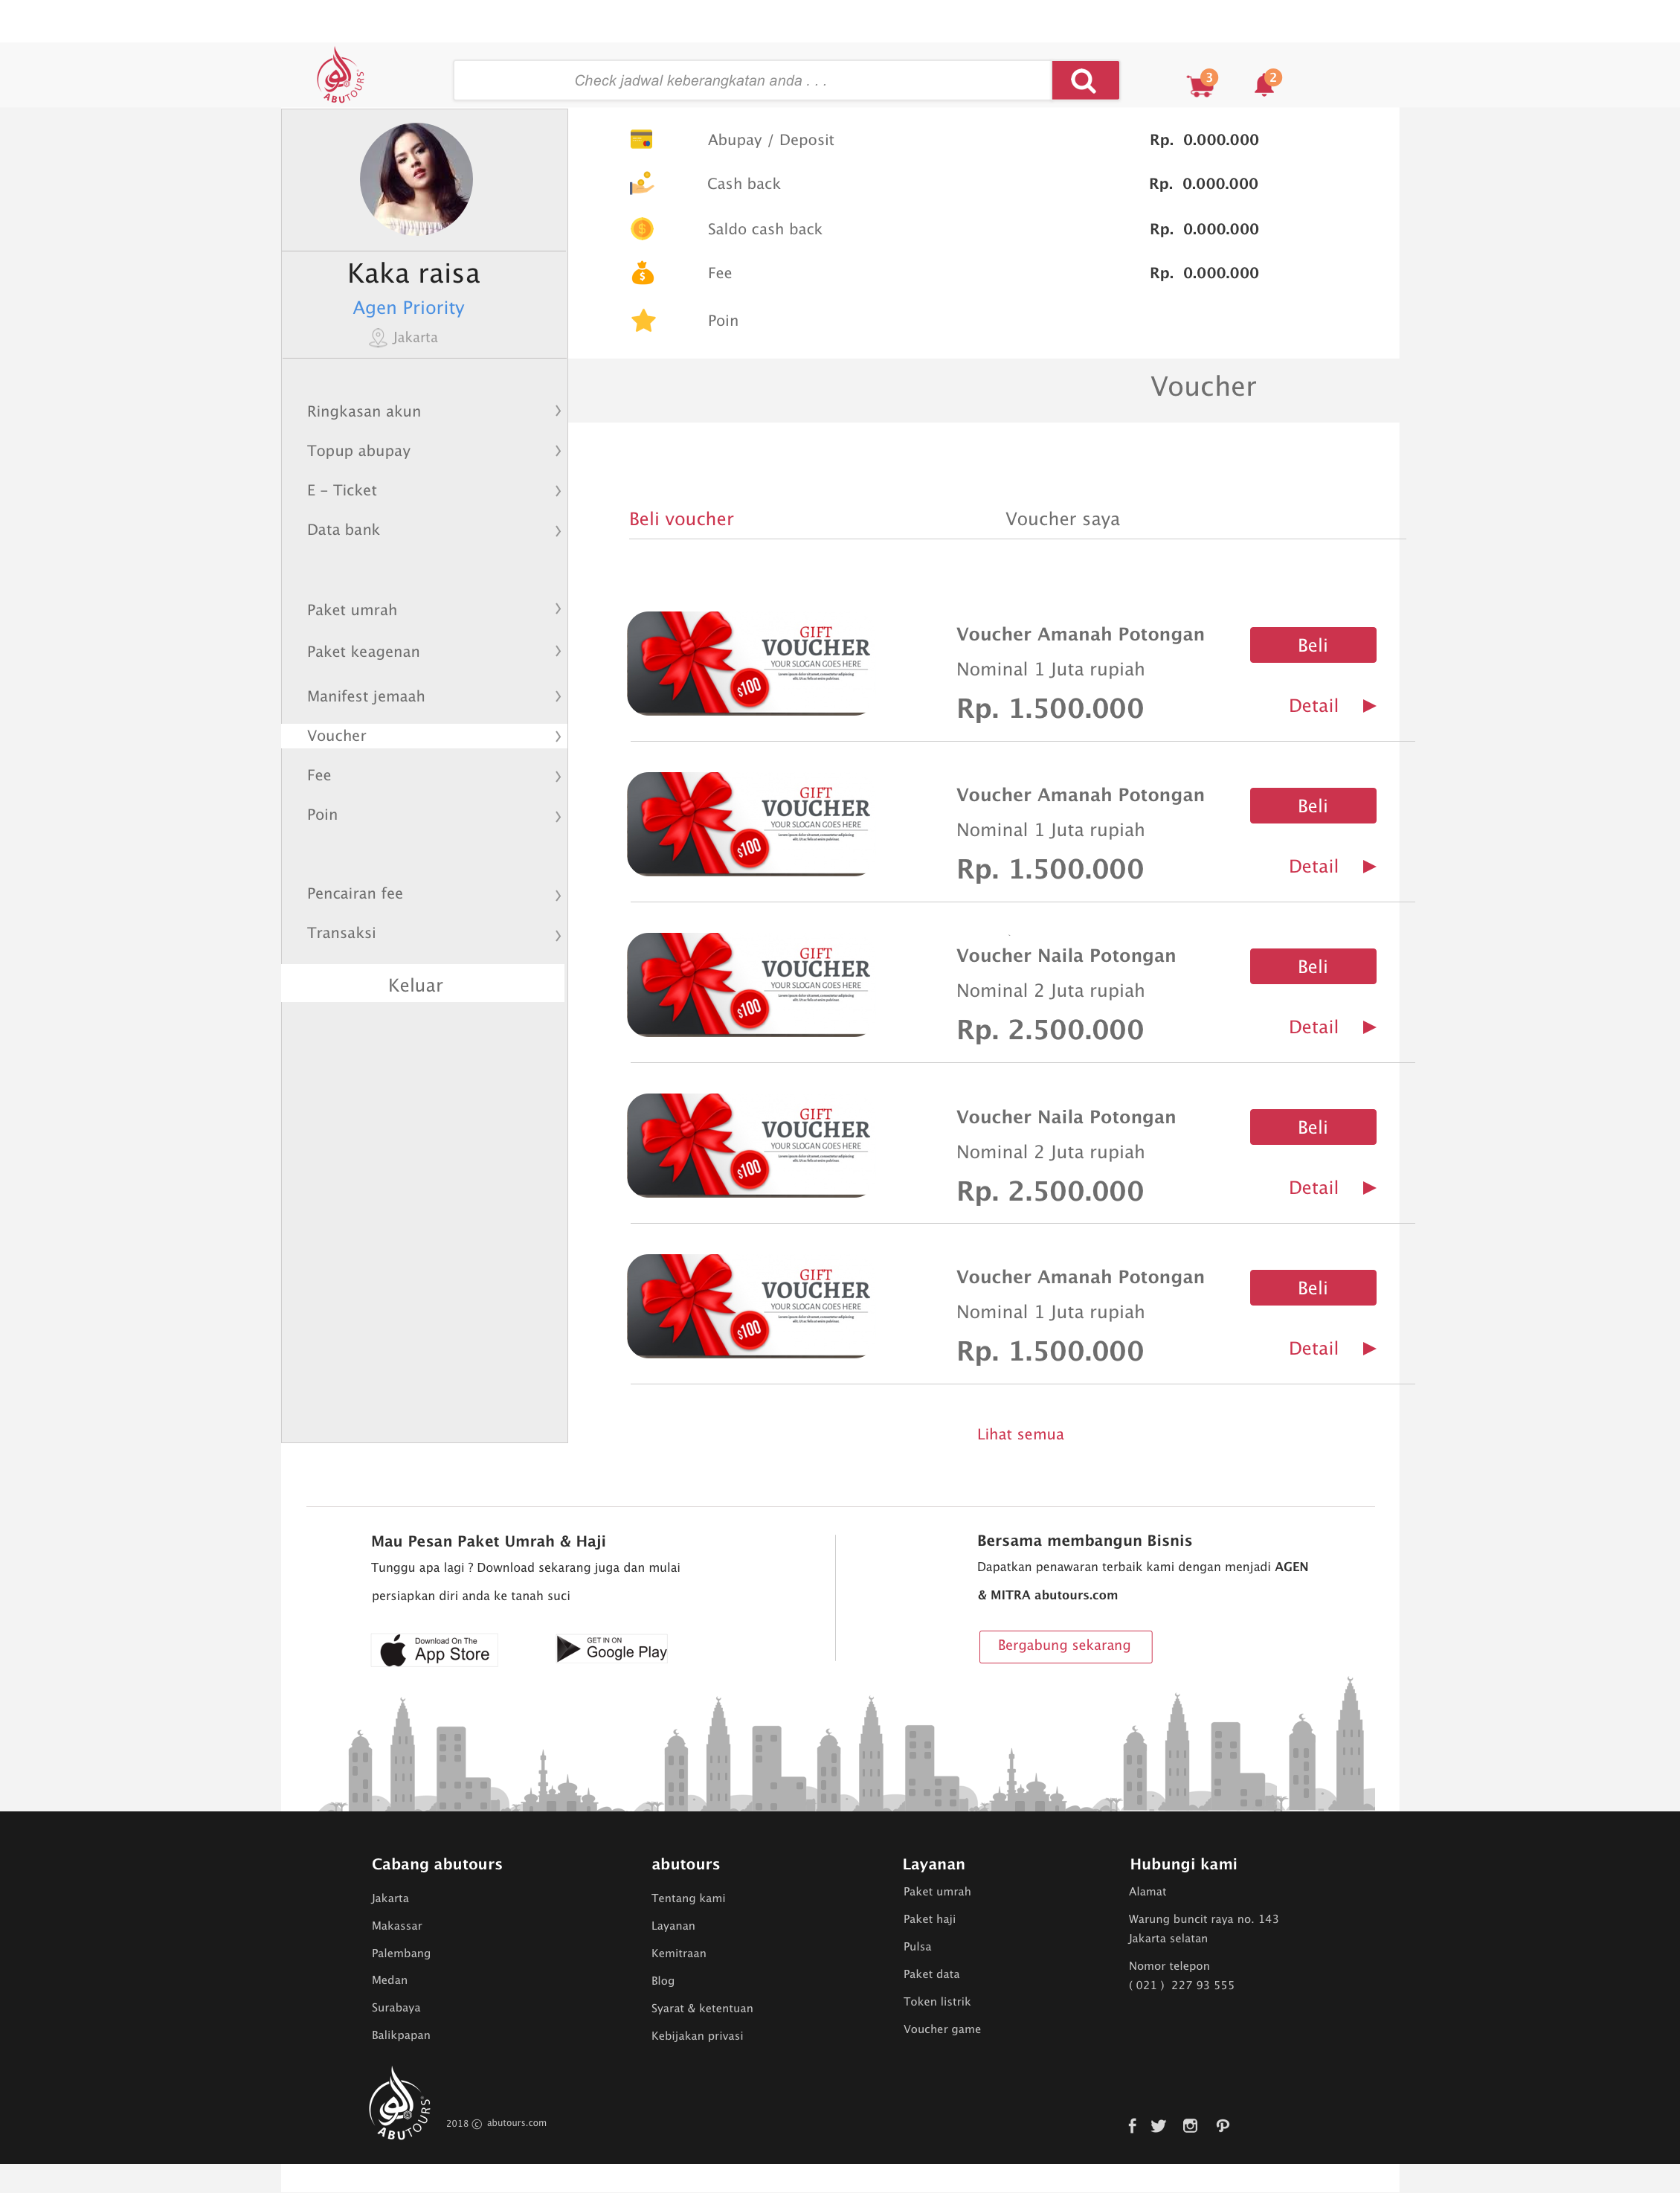 ABUTOURS
Check jadwal keberangkatan anda . . .
3
2
Kaka raisa
Agen Priority
Jakarta
Abupay / Deposit Rp. 0.000.000
Cash back Rp. 0.000.000
Saldo cash back Rp. 0.000.000
Fee Rp. 0.000.000
Poin
Voucher
Ringkasan akun
Topup abupay
E - Ticket
Data bank
Paket umrah
Paket keagenan
Manifest jemaah
Voucher
Fee
Poin
Pencairan fee
Transaksi
Keluar
Beli voucher Voucher saya
GIFT
VOUCHER
YOUR SLOGAN GOES HERE
$100
Voucher Amanah Potongan
Nominal 1 Juta rupiah
Rp. 1.500.000
Beli
Detail
GIFT
VOUCHER
YOUR SLOGAN GOES HERE
$100
Voucher Amanah Potongan
Nominal 1 Juta rupiah
Rp. 1.500.000
Beli
Detail
GIFT
VOUCHER
YOUR SLOGAN GOES HERE
$100
Voucher Naila Potongan
Nominal 2 Juta rupiah
Rp. 2.500.000
Beli
Detail
GIFT
VOUCHER
YOUR SLOGAN GOES HERE
$100
Voucher Naila Potongan
Nominal 2 Juta rupiah
Rp. 2.500.000
Beli
Detail
GIFT
VOUCHER
YOUR SLOGAN GOES HERE
$100
Voucher Amanah Potongan
Nominal 1 Juta rupiah
Rp. 1.500.000
Beli
Detail
Lihat semua
Mau Pesan Paket Umrah & Haji
Tunggu apa lagi ? Download sekarang juga dan mulai
persiapkan diri anda ke tanah suci
Download On The
App Store
GET IN ON
Google Play
Bersama membangun Bisnis
Dapatkan penawaran terbaik kami dengan menjadi AGEN
& MITRA abutours.com
Bergabung sekarang
Cabang abutours
Jakarta
Makassar
Palembang
Medan
Surabaya
Balikpapan
abutours
Tentang kami
Layanan
Kemitraan
Blog
Syarat & ketentuan
Kebijakan privasi
Layanan
Paket umrah
Paket haji
Pulsa
Paket data
Token listrik
Voucher game
Hubungi kami
Alamat
Warung buncit raya no. 143
Jakarta selatan
Nomor telepon
( 021 ) 227 93 555
ABUTOURS
2018 © abutours.com